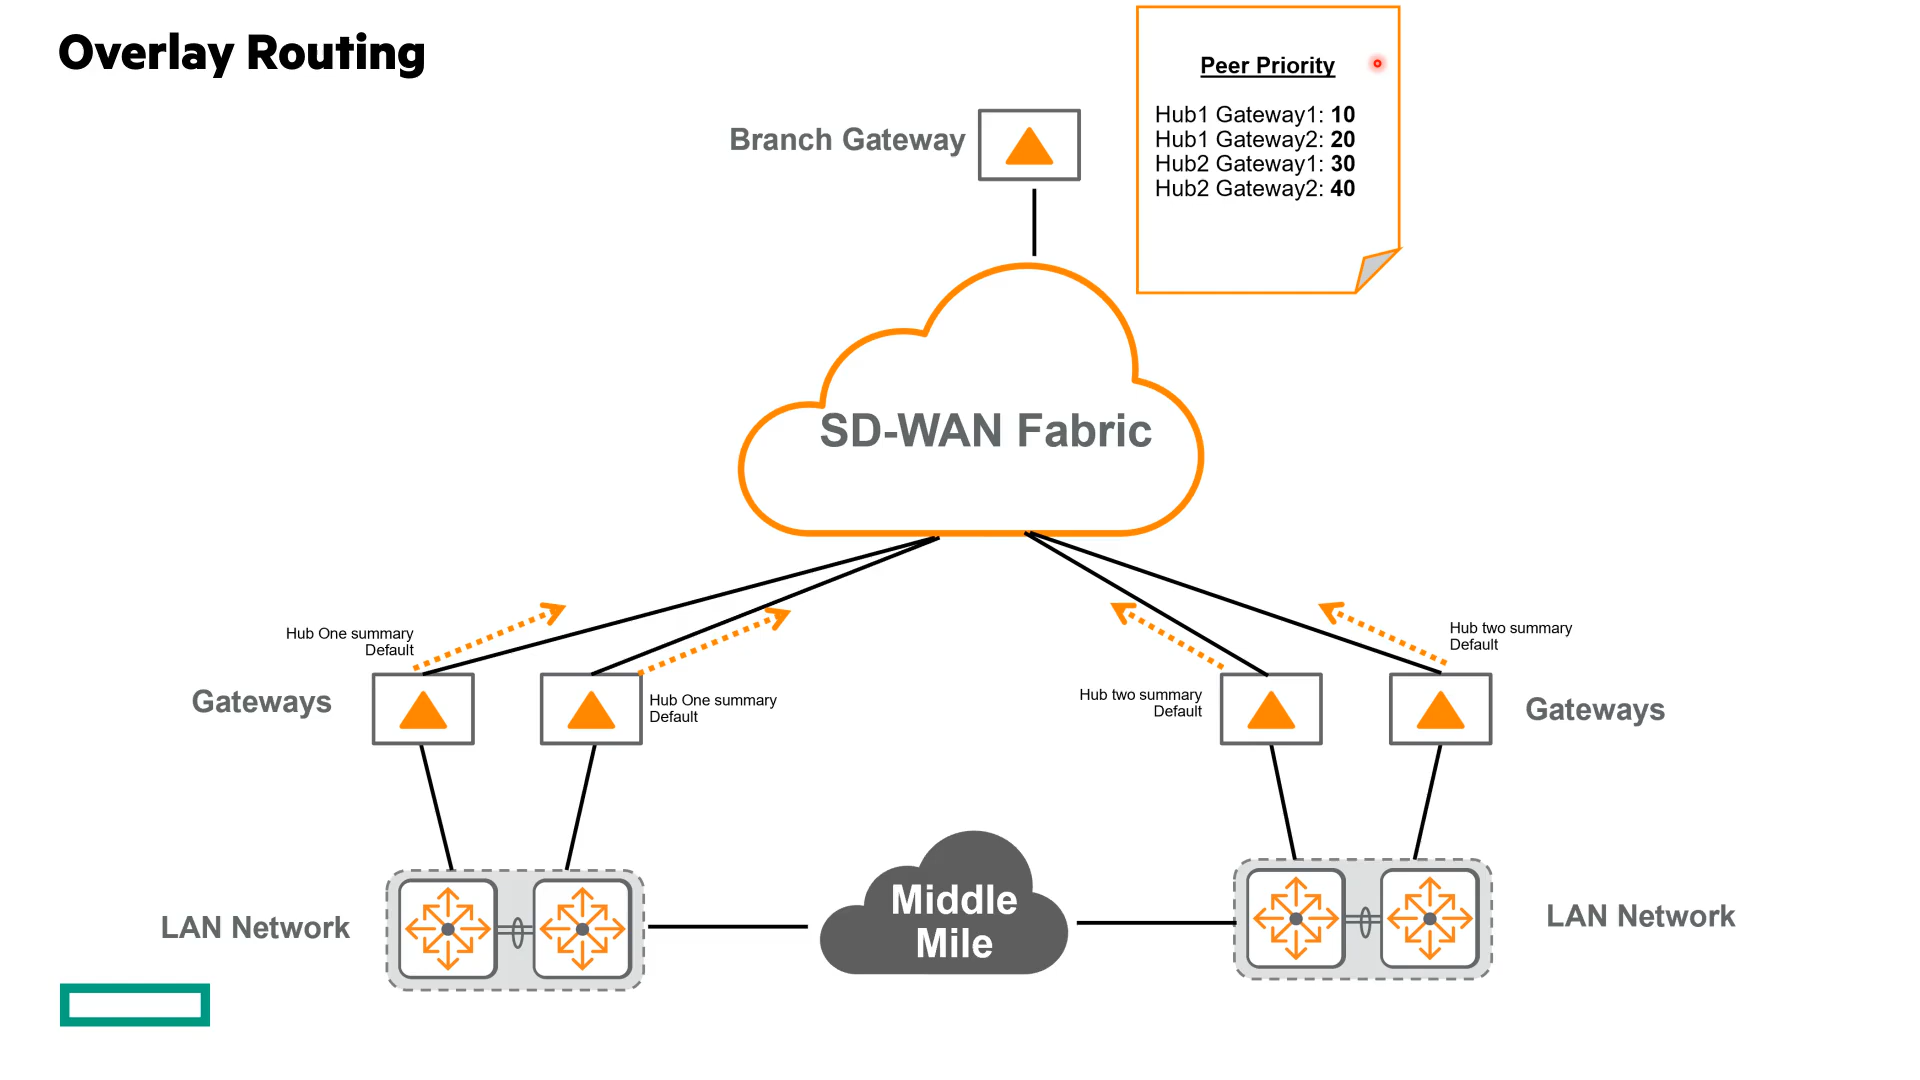 Overlay Routing
Peer Priority
Hub1 Gateway1: 10
Hub1 Gateway2: 20
Hub2 Gateway1: 30
Hub2 Gateway2: 40
Branch Gateway
SD-WAN Fabric
Hub One summary
Default
Hub two summary
Default
Gateways
Hub One summary
Default
Hub two summary
Default
Gateways
LAN Network
Middle
Mile
LAN Network